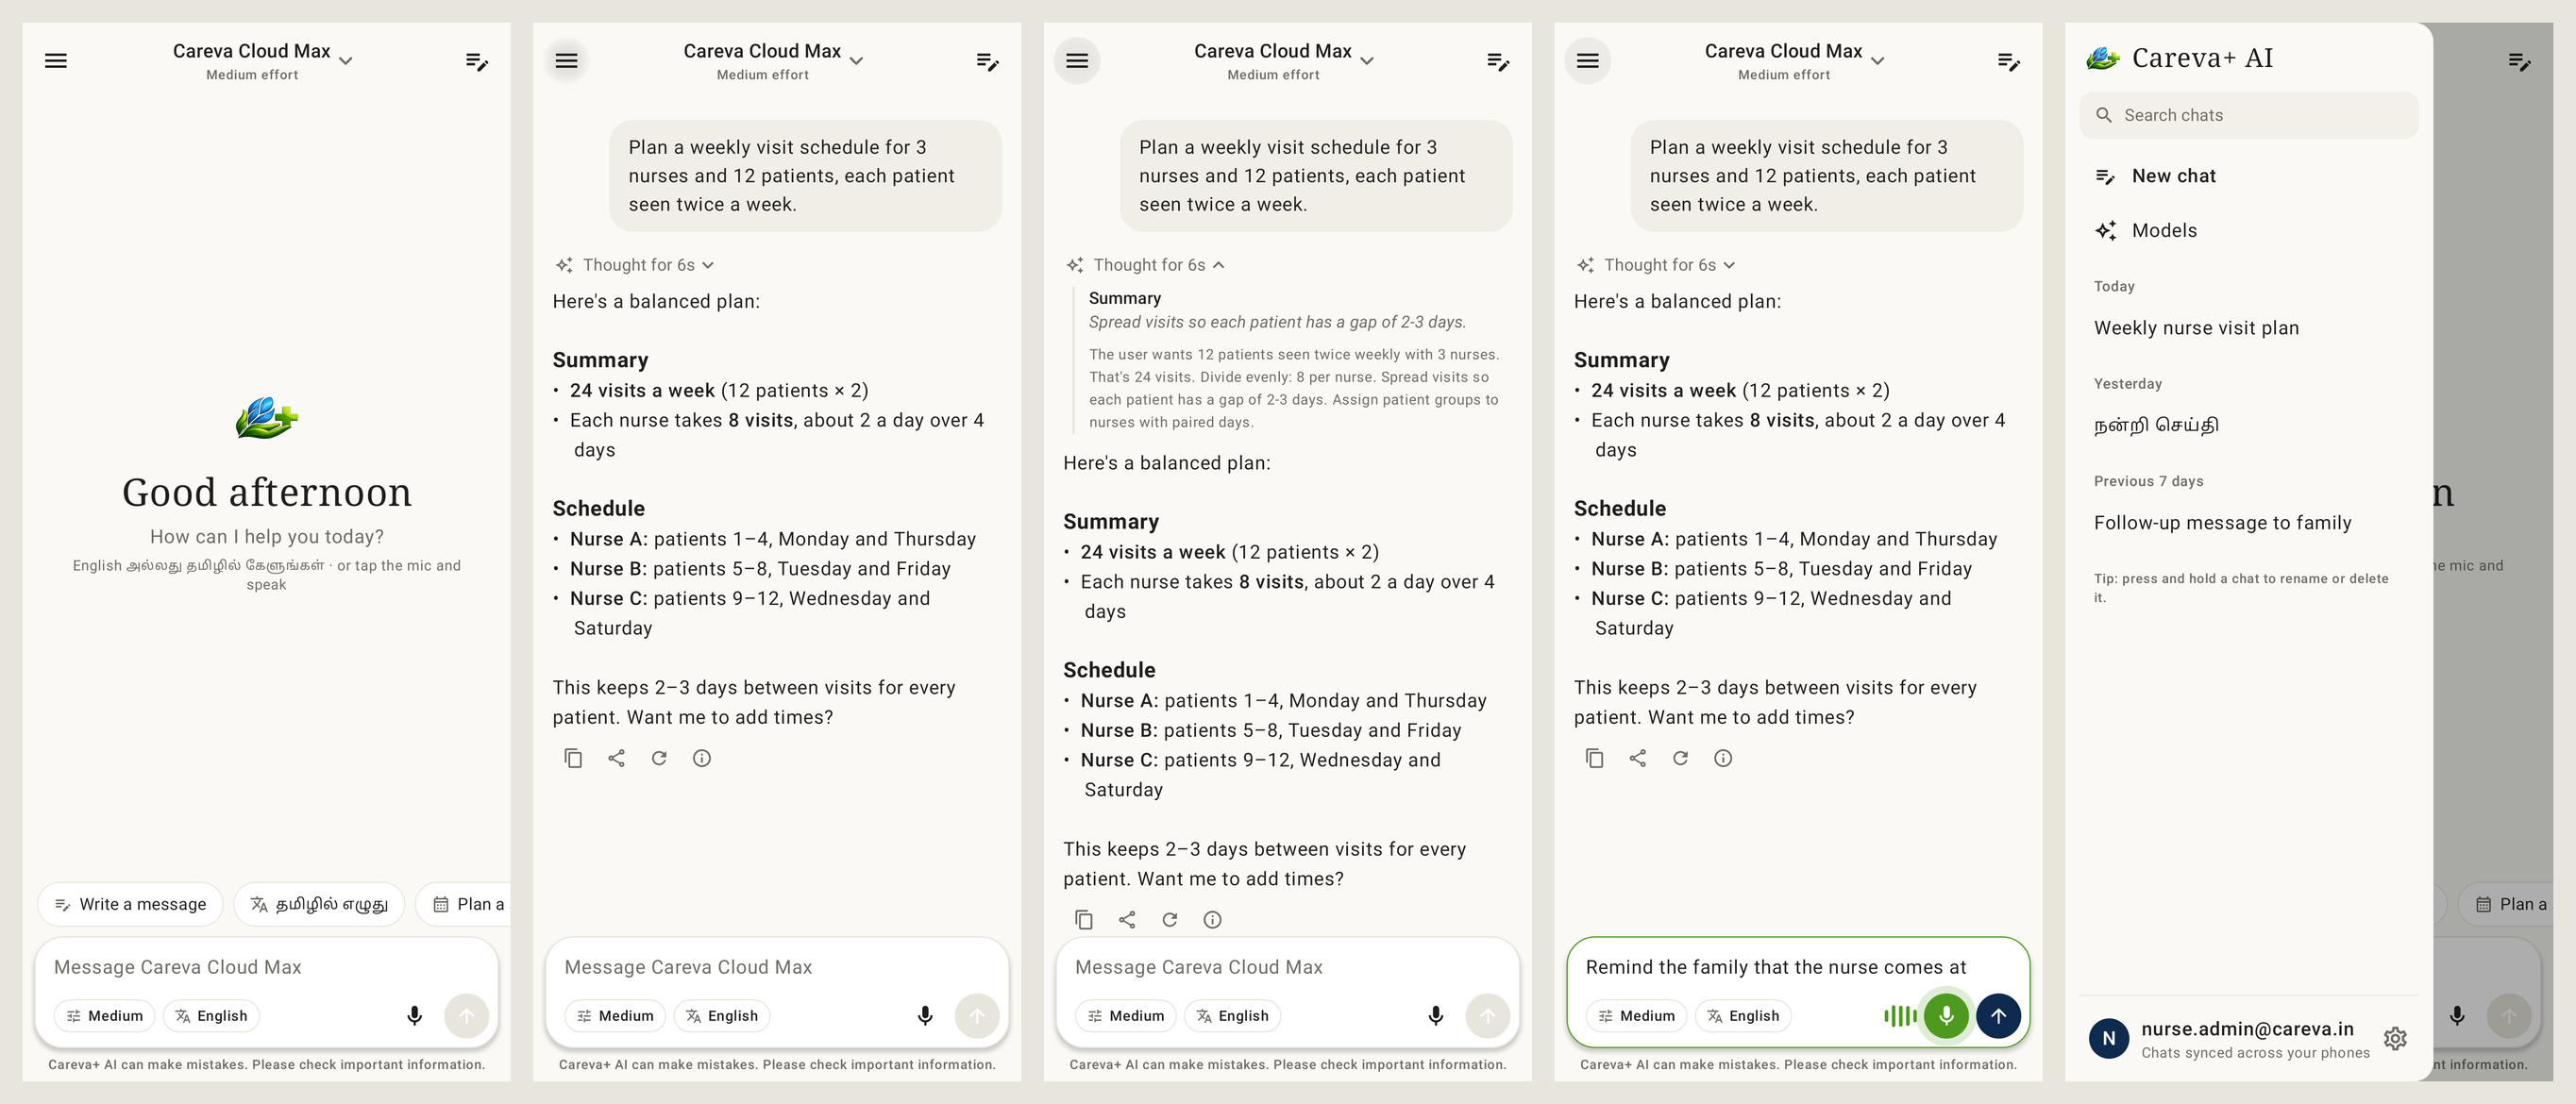 Careva Cloud Max
Medium effort
Good afternoon
How can I help you today?
English அல்லது தமிழில் கேளுங்கள் · or tap the mic and
speak
Write a message
தமிழில் எழுது
Plan a
Message Careva Cloud Max
Medium
English
Careva+ AI can make mistakes. Please check important information.
Careva Cloud Max
Medium effort
Plan a weekly visit schedule for 3
nurses and 12 patients, each patient
seen twice a week.
Thought for 6s
Here's a balanced plan:
Summary
• 24 visits a week (12 patients × 2)
• Each nurse takes 8 visits, about 2 a day over 4
days
Schedule
• Nurse A: patients 1–4, Monday and Thursday
• Nurse B: patients 5–8, Tuesday and Friday
• Nurse C: patients 9–12, Wednesday and
Saturday
This keeps 2–3 days between visits for every
patient. Want me to add times?
Message Careva Cloud Max
Medium
English
Careva+ AI can make mistakes. Please check important information.
Careva Cloud Max
Medium effort
Plan a weekly visit schedule for 3
nurses and 12 patients, each patient
seen twice a week.
Thought for 6s
Summary
Spread visits so each patient has a gap of 2-3 days.
The user wants 12 patients seen twice weekly with 3 nurses.
That's 24 visits. Divide evenly: 8 per nurse. Spread visits so
each patient has a gap of 2-3 days. Assign patient groups to
nurses with paired days.
Here's a balanced plan:
Summary
• 24 visits a week (12 patients × 2)
• Each nurse takes 8 visits, about 2 a day over 4
days
Schedule
• Nurse A: patients 1–4, Monday and Thursday
• Nurse B: patients 5–8, Tuesday and Friday
• Nurse C: patients 9–12, Wednesday and
Saturday
This keeps 2–3 days between visits for every
patient. Want me to add times?
Message Careva Cloud Max
Medium
English
Careva+ AI can make mistakes. Please check important information.
Careva Cloud Max
Medium effort
Plan a weekly visit schedule for 3
nurses and 12 patients, each patient
seen twice a week.
Thought for 6s
Here's a balanced plan:
Summary
• 24 visits a week (12 patients × 2)
• Each nurse takes 8 visits, about 2 a day over 4
days
Schedule
• Nurse A: patients 1–4, Monday and Thursday
• Nurse B: patients 5–8, Tuesday and Friday
• Nurse C: patients 9–12, Wednesday and
Saturday
This keeps 2–3 days between visits for every
patient. Want me to add times?
Remind the family that the nurse comes at
Medium
English
Careva+ AI can make mistakes. Please check important information.
Careva+ AI
Search chats
New chat
Models
Today
Weekly nurse visit plan
Yesterday
நன்றி செய்தி
Previous 7 days
Follow-up message to family
Tip: press and hold a chat to rename or delete
it.
N
nurse.admin@careva.in
Chats synced across your phones
n
mic and
Plan a
information.